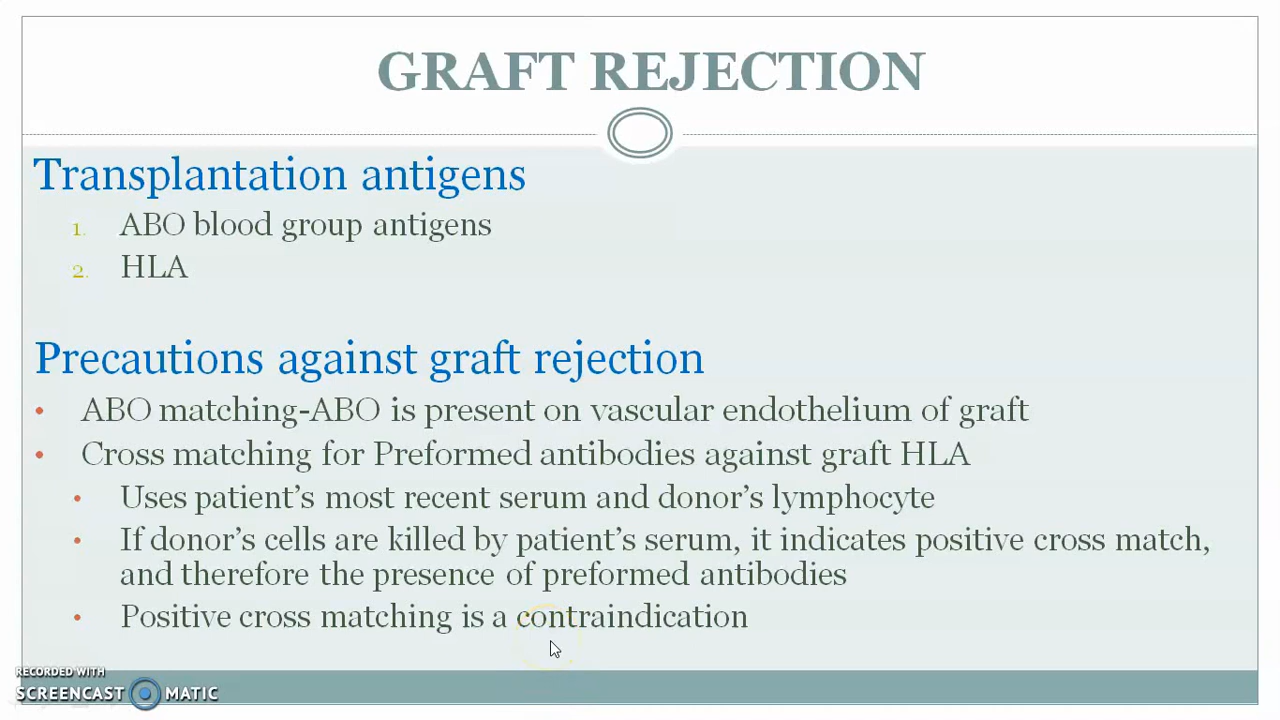 GRAFT REJECTION
Transplantation antigens
1. ABO blood group antigens
2. HLA
Precautions against graft rejection
• ABO matching-ABO is present on vascular endothelium of graft
• Cross matching for Preformed antibodies against graft HLA
• Uses patient's most recent serum and donor's lymphocyte
• If donor's cells are killed by patient's serum, it indicates positive cross match,
and therefore the presence of preformed antibodies
• Positive cross matching is a contraindication
RECORDED WITH
SCREENCAST MATIC